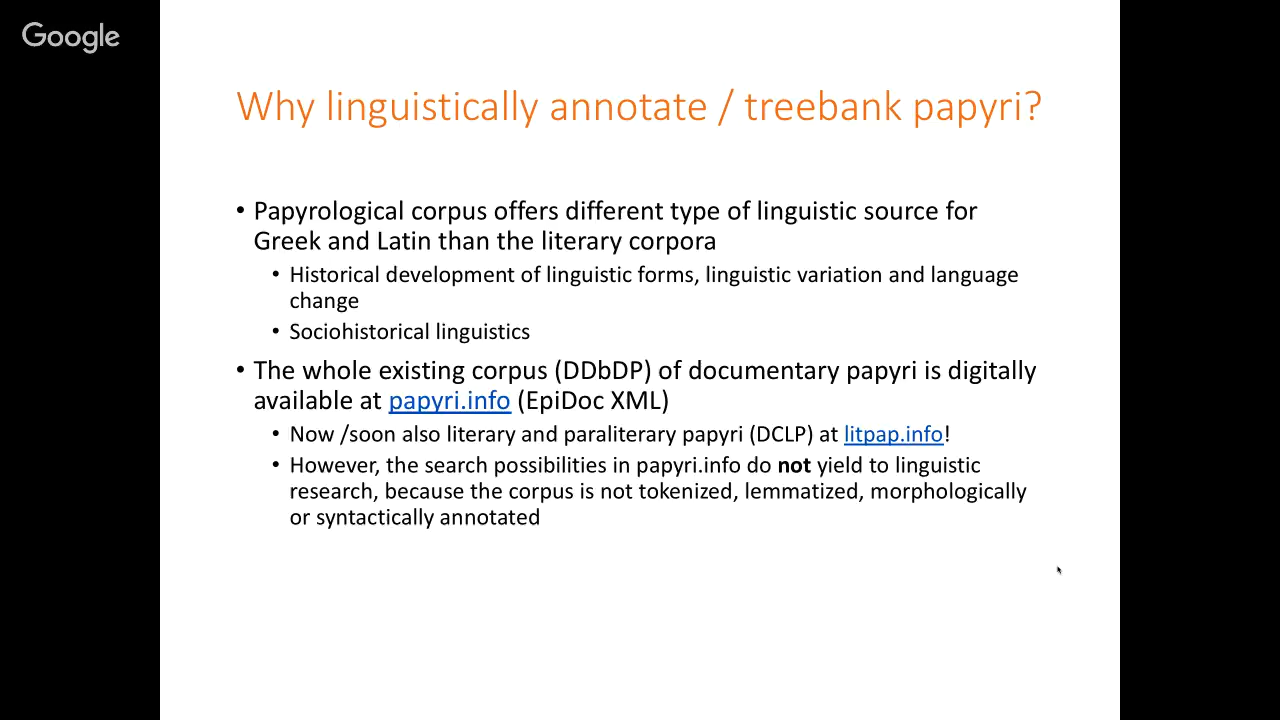 Google
Why linguistically annotate / treebank papyri?
• Papyrological corpus offers different type of linguistic source for
Greek and Latin than the literary corpora
• Historical development of linguistic forms, linguistic variation and language
change
• Sociohistorical linguistics
• The whole existing corpus (DDbDP) of documentary papyri is digitally
available at papyri.info (EpiDoc XML)
• Now /soon also literary and paraliterary papyri (DCLP) at litpap.info!
• However, the search possibilities in papyri.info do not yield to linguistic
research, because the corpus is not tokenized, lemmatized, morphologically
or syntactically annotated